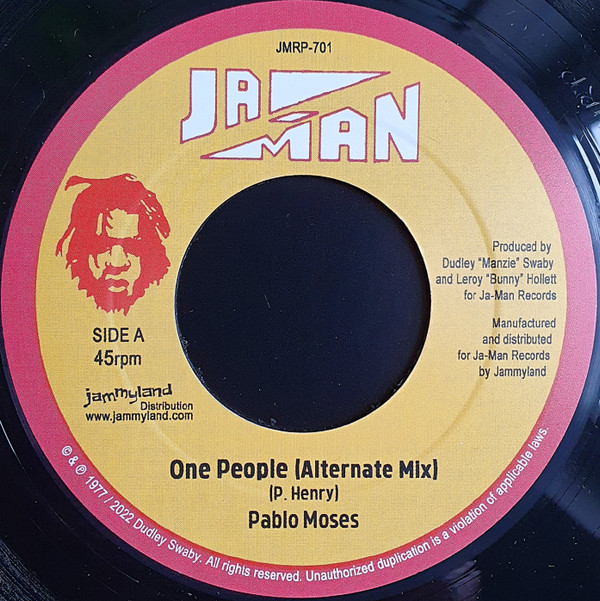 JMRP-701
JA
MAN
Produced by
Dudley “Manzie” Swaby
and Leroy “Bunny” Hollett
for Ja-Man Records
Manufactured
and distributed
for Ja-Man Records
by Jammyland
SIDE A
45rpm
jammyland
Distribution
www.jammyland.com
One People (Alternate Mix)
(P. Henry)
Pablo Moses
© & ℗ 1977 / 2022 Dudley Swaby. All rights reserved. Unauthorized duplication is a violation of applicable laws.